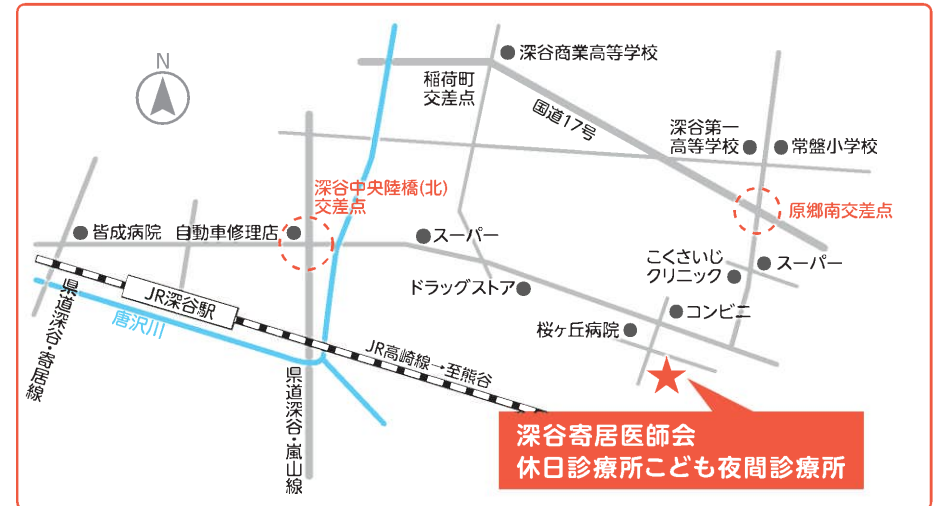 N
深谷商業高等学校
稲荷町
交差点
国道17号
深谷第一
高等学校
常盤小学校
深谷中央陸橋(北)
交差点
原郷南交差点
皆成病院
自動車修理店
スーパー
こくさいじ
クリニック
スーパー
ドラッグストア
コンビニ
桜ヶ丘病院
JR深谷駅
唐沢川
県道深谷・寄居線
JR高崎線→至熊谷
県道深谷・嵐山線
深谷寄居医師会
休日診療所こども夜間診療所